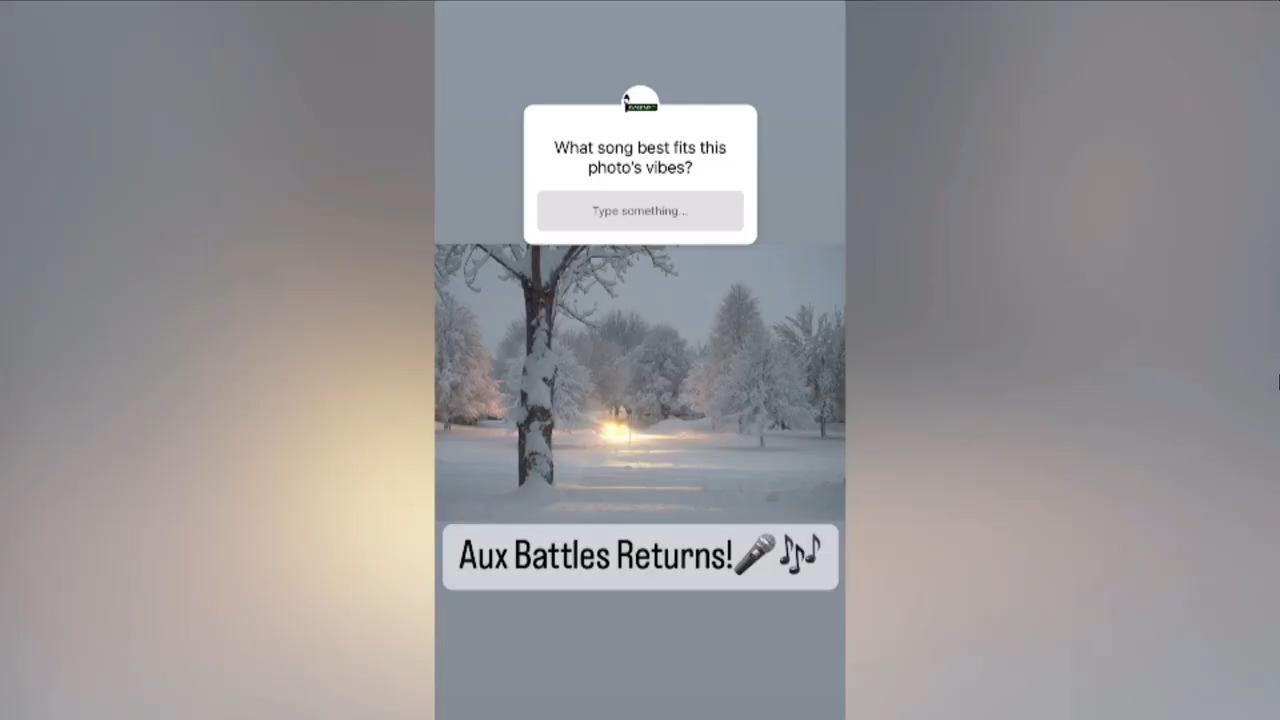 What song best fits this
photo's vibes?
Type something...
Aux Battles Returns!🎤🎶